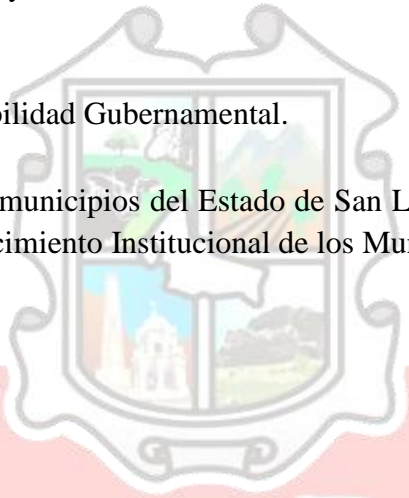 bilidad Gubernamental.
municipios del Estado de San L
cimiento Institucional de los Mu